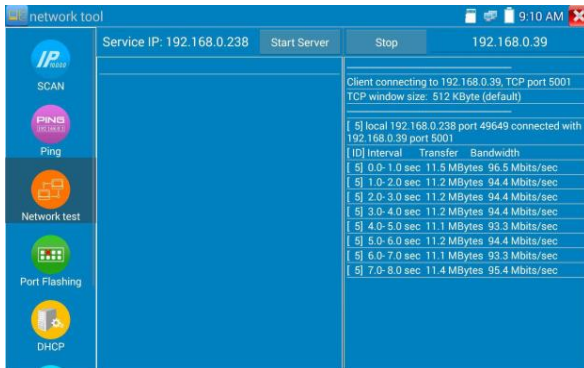 network tool
9:10 AM
SCAN
Ping
Network test
Port Flashing
DHCP
IP
PING
Service IP: 192.168.0.238
Start Server
Stop
192.168.0.39
Client connecting to 192.168.0.39, TCP port 5001
TCP window size: 512 KByte (default)
[ 5] local 192.168.0.238 port 49649 connected with
192.168.0.39 port 5001
[ ID] Interval Transfer Bandwidth
[ 5] 0.0- 1.0 sec 11.5 MBytes 96.5 Mbits/sec
[ 5] 1.0- 2.0 sec 11.2 MBytes 94.4 Mbits/sec
[ 5] 2.0- 3.0 sec 11.2 MBytes 94.4 Mbits/sec
[ 5] 3.0- 4.0 sec 11.2 MBytes 94.4 Mbits/sec
[ 5] 4.0- 5.0 sec 11.1 MBytes 93.3 Mbits/sec
[ 5] 5.0- 6.0 sec 11.2 MBytes 94.4 Mbits/sec
[ 5] 6.0- 7.0 sec 11.1 MBytes 93.3 Mbits/sec
[ 5] 7.0- 8.0 sec 11.4 MBytes 95.4 Mbits/sec